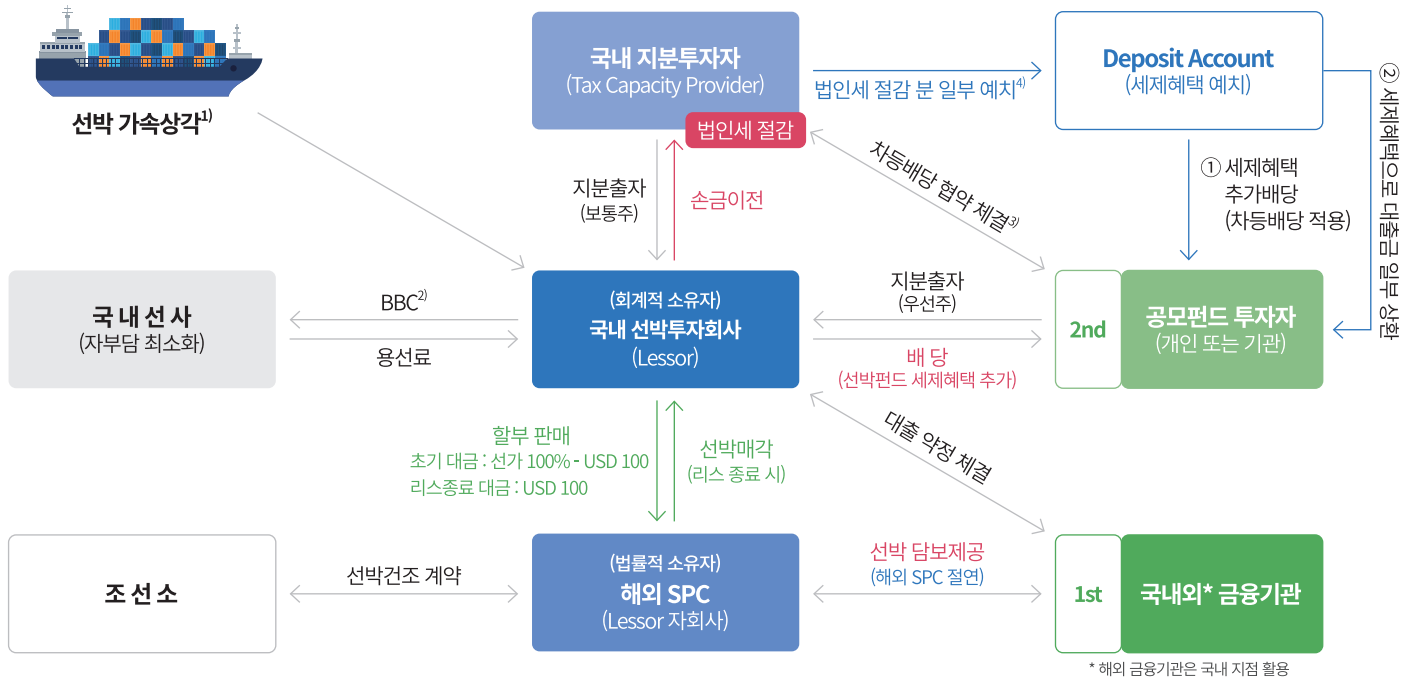 선박 가속상각1)
국내 지분투자자
(Tax Capacity Provider)
법인세 절감
법인세 절감 분 일부 예치4)
Deposit Account
(세제혜택 예치)
② 세제혜택으로 대출금 일부 상환
지분출자
(보통주)
손금이전
차등배당 협약 체결3)
① 세제혜택
추가배당
(차등배당 적용)
국내선사
(자부담 최소화)
BBC2)
용선료
(회계적 소유자)
국내 선박투자회사
(Lessor)
지분출자
(우선주)
배당
(선박펀드 세제혜택 추가)
2nd
공모펀드 투자자
(개인 또는 기관)
할부 판매
초기 대금 : 선가 100% - USD 100
리스종료 대금 : USD 100
선박매각
(리스 종료 시)
대출 약정 체결
조선소
선박건조 계약
(법률적 소유자)
해외 SPC
(Lessor 자회사)
선박 담보제공
(해외 SPC 절연)
1st
국내외* 금융기관
* 해외 금융기관은 국내 지점 활용